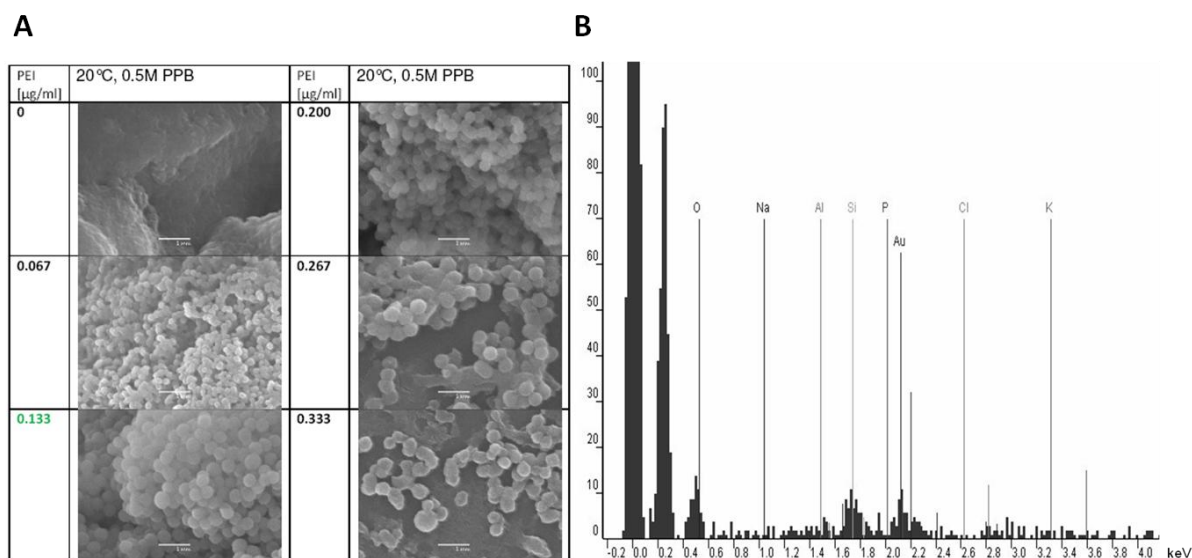 A
PEI
[µg/ml]
20°C, 0.5M PPB
PEI
[µg/ml]
20°C, 0.5M PPB
0
0.200
0.067
0.267
0.133
0.333
B
100
90
80
70
60
50
40
30
20
10
0
O
Na
Al
Si
P
Au
Cl
K
-0.2 0.0 0.2 0.4 0.6 0.8 1.0 1.2 1.4 1.6 1.8 2.0 2.2 2.4 2.6 2.8 3.0 3.2 3.4 3.6 3.8 4.0 keV